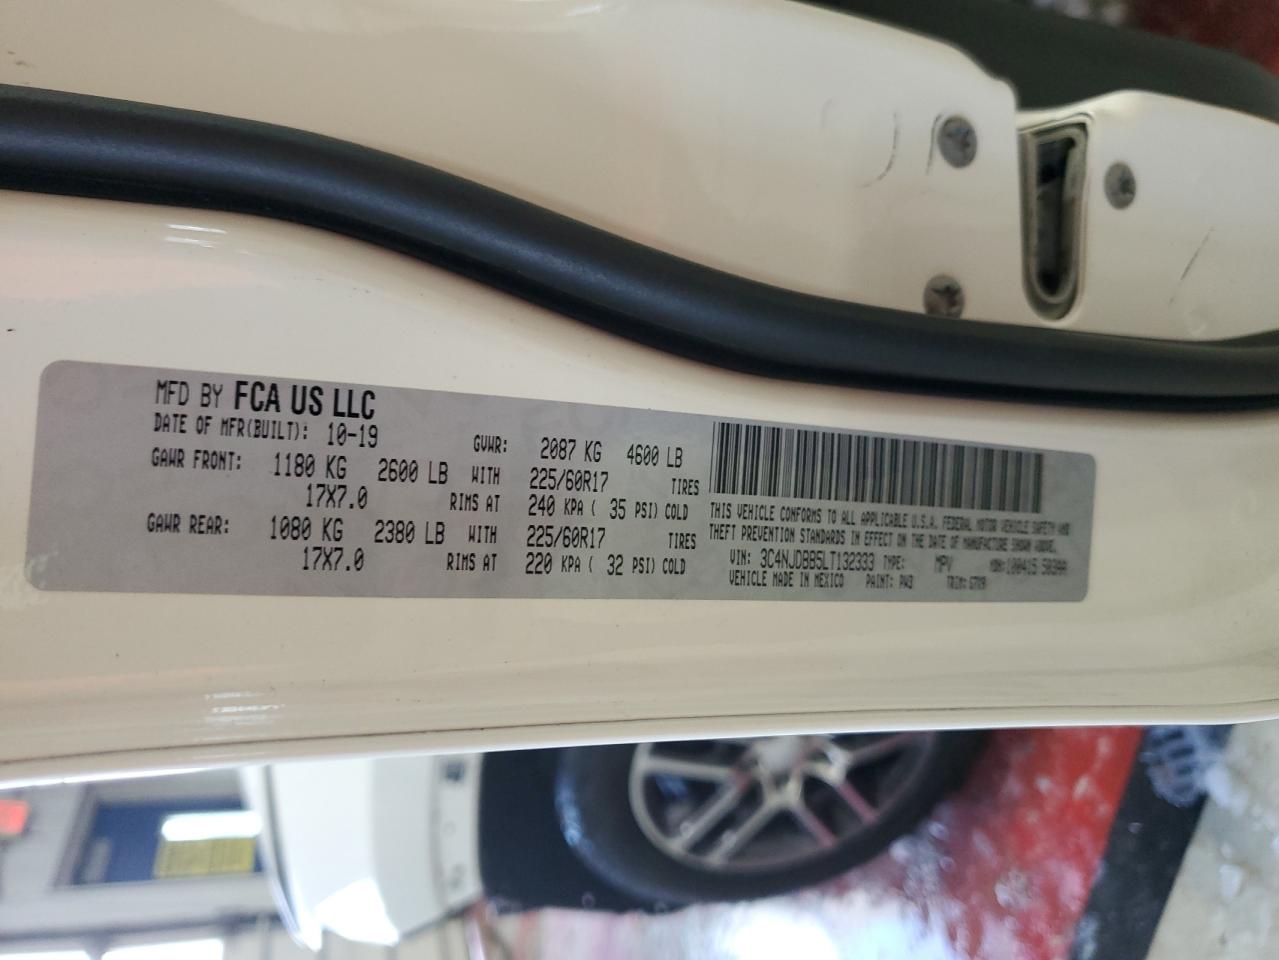 MFD BY FCA US LLC
DATE OF MFR(BUILT): 10-19
GVWR: 2087 KG 4600 LB
GAWR FRONT: 1180 KG 2600 LB WITH 225/60R17 TIRES
17X7.0 RIMS AT 240 KPA ( 35 PSI) COLD
GAWR REAR: 1080 KG 2380 LB WITH 225/60R17 TIRES
17X7.0 RIMS AT 220 KPA ( 32 PSI) COLD
THIS VEHICLE CONFORMS TO ALL APPLICABLE U.S.A. FEDERAL MOTOR VEHICLE SAFETY AND
THEFT PREVENTION STANDARDS IN EFFECT ON THE DATE OF MANUFACTURE SHOWN ABOVE.
VIN: 3C4NJDBB5LT132333 TYPE: MPV MDH:
VEHICLE MADE IN MEXICO PAINT: PW3 TRIM: